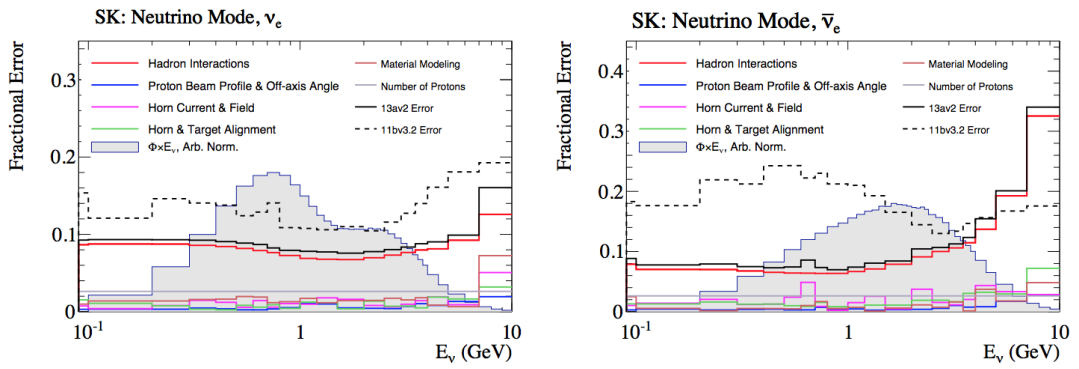 SK: Neutrino Mode, νe
Fractional Error
0.3
0.2
0.1
0
Hadron Interactions
Proton Beam Profile & Off-axis Angle
Horn Current & Field
Horn & Target Alignment
Φ×Eν, Arb. Norm.
Material Modeling
Number of Protons
13av2 Error
11bv3.2 Error
10⁻¹
1
10
Eν (GeV)
SK: Neutrino Mode, ν̄e
Fractional Error
0.4
0.3
0.2
0.1
0
Hadron Interactions
Proton Beam Profile & Off-axis Angle
Horn Current & Field
Horn & Target Alignment
Φ×Eν, Arb. Norm.
Material Modeling
Number of Protons
13av2 Error
11bv3.2 Error
10⁻¹
1
10
Eν (GeV)